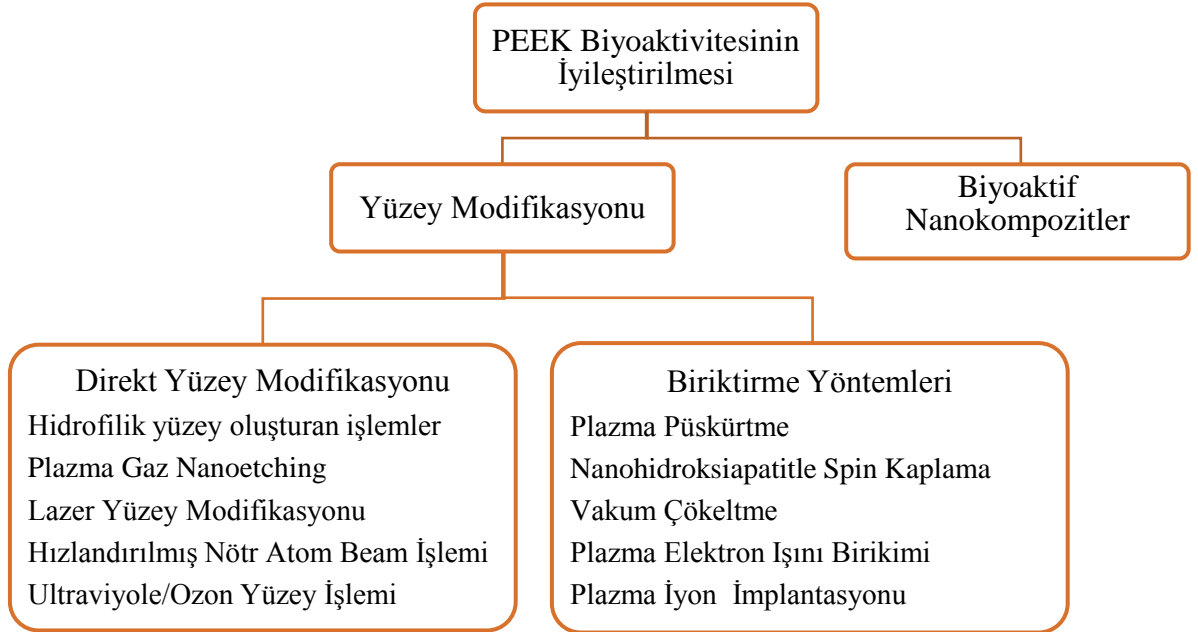 PEEK Biyoaktivitesinin
İyileştirilmesi
Yüzey Modifikasyonu
Biyoaktif
Nanokompozitler
Direkt Yüzey Modifikasyonu
Hidrofilik yüzey oluşturan işlemler
Plazma Gaz Nanoetching
Lazer Yüzey Modifikasyonu
Hızlandırılmış Nötr Atom Beam İşlemi
Ultraviyole/Ozon Yüzey İşlemi
Biriktirme Yöntemleri
Plazma Püskürtme
Nanohidroksiapatitle Spin Kaplama
Vakum Çökeltme
Plazma Elektron Işını Birikimi
Plazma İyon İmplantasyonu